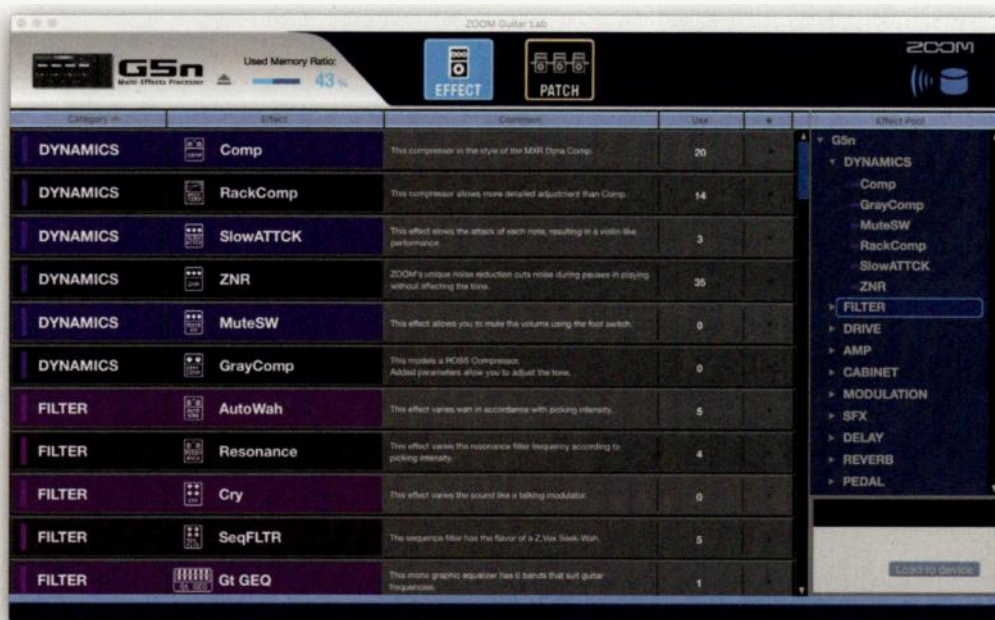 ZOOM Guitar Lab
G5n
Multi Effects Processor
Used Memory Ratio:
43 %
EFFECT
PATCH
ZOOM
Category
Effect
Comment
Use
Effect Pool
DYNAMICS
Comp
This compressor in the style of the MXR Dyna Comp.
20
DYNAMICS
RackComp
This compressor allows more detailed adjustment than Comp.
14
DYNAMICS
SlowATTCK
This effect slows the attack of each note, resulting in a violin-like
performance.
3
DYNAMICS
ZNR
ZOOM's unique noise reduction cuts noise during pauses in playing
without affecting the tone.
35
DYNAMICS
MuteSW
This effect allows you to mute the volume using the foot switch.
0
DYNAMICS
GrayComp
This models a ROSS Compressor.
Added parameters allow you to adjust the tone.
0
FILTER
AutoWah
This effect varies wah in accordance with picking intensity.
5
FILTER
Resonance
This effect varies the resonance filter frequency according to
picking intensity.
4
FILTER
Cry
This effect varies the sound like a talking modulator.
0
FILTER
SeqFLTR
The sequence filter has the flavor of a Z.Vex Seek-Wah.
5
FILTER
Gt GEQ
This mono graphic equalizer has 6 bands that suit guitar
frequencies.
1
G5n
DYNAMICS
Comp
GrayComp
MuteSW
RackComp
SlowATTCK
ZNR
FILTER
DRIVE
AMP
CABINET
MODULATION
SFX
DELAY
REVERB
PEDAL
Load to device